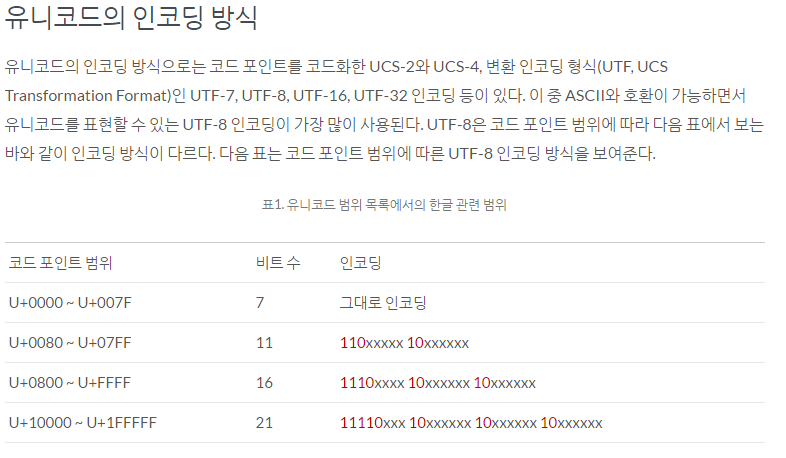 유니코드의 인코딩 방식
유니코드의 인코딩 방식으로는 코드 포인트를 코드화한 UCS-2와 UCS-4, 변환 인코딩 형식(UTF, UCS
Transformation Format)인 UTF-7, UTF-8, UTF-16, UTF-32 인코딩 등이 있다. 이 중 ASCII와 호환이 가능하면서
유니코드를 표현할 수 있는 UTF-8 인코딩이 가장 많이 사용된다. UTF-8은 코드 포인트 범위에 따라 다음 표에서 보는
바와 같이 인코딩 방식이 다르다. 다음 표는 코드 포인트 범위에 따른 UTF-8 인코딩 방식을 보여준다.
표1. 유니코드 범위 목록에서의 한글 관련 범위
코드 포인트 범위 비트 수 인코딩
U+0000 ~ U+007F 7 그대로 인코딩
U+0080 ~ U+07FF 11 110xxxxx 10xxxxxx
U+0800 ~ U+FFFF 16 1110xxxx 10xxxxxx 10xxxxxx
U+10000 ~ U+1FFFFF 21 11110xxx 10xxxxxx 10xxxxxx 10xxxxxx